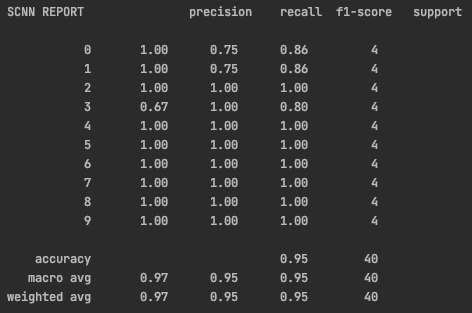 SCNN REPORT precision recall f1-score support
0 1.00 0.75 0.86 4
1 1.00 0.75 0.86 4
2 1.00 1.00 1.00 4
3 0.67 1.00 0.80 4
4 1.00 1.00 1.00 4
5 1.00 1.00 1.00 4
6 1.00 1.00 1.00 4
7 1.00 1.00 1.00 4
8 1.00 1.00 1.00 4
9 1.00 1.00 1.00 4
accuracy 0.95 40
macro avg 0.97 0.95 0.95 40
weighted avg 0.97 0.95 0.95 40